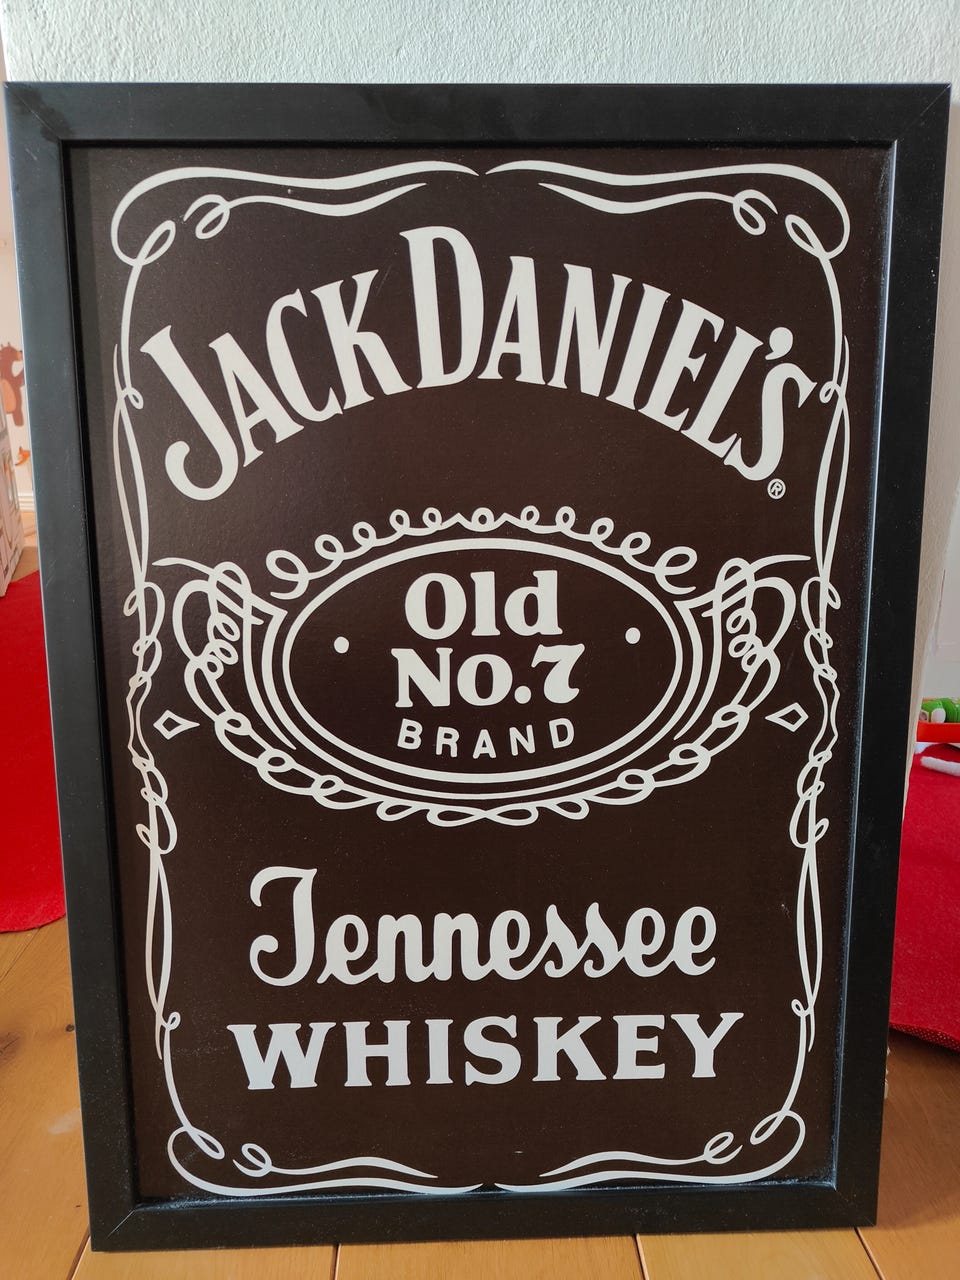 JACK DANIEL'S®
Old
No.7
BRAND
Tennessee
WHISKEY